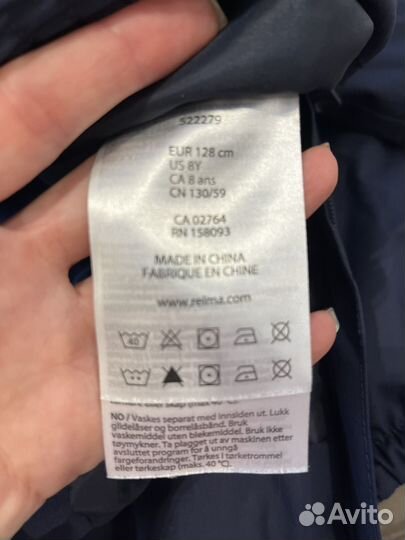 522279
EUR 128 cm
US 8Y
CA 8 ans
CN 130/59
CA 02764
RN 158093
MADE IN CHINA
FABRIQUE EN CHINE
www.reima.com
40
NO / Vaskes separat med innsiden ut. Lukk
glidelåser og borrelåsbånd. Bruk
vaskemiddel uten blekemiddel. Bruk ikke
tøymykner. Ta plagget ut av maskinen etter
avsluttet program for å unngå
fargeforandringer. Tørkes i tørketrommel
eller tørkeskap (maks. 40 °C).
Avito